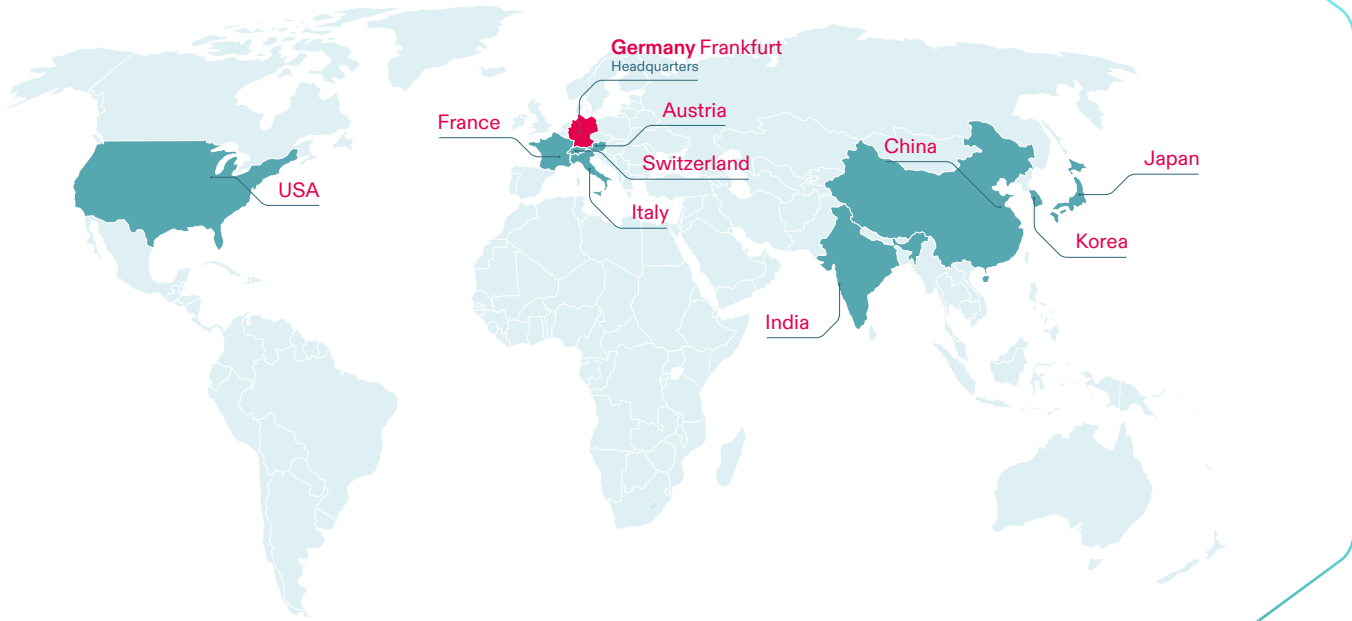 Germany Frankfurt
Headquarters
Austria
France
Switzerland
USA
Italy
China
Japan
Korea
India